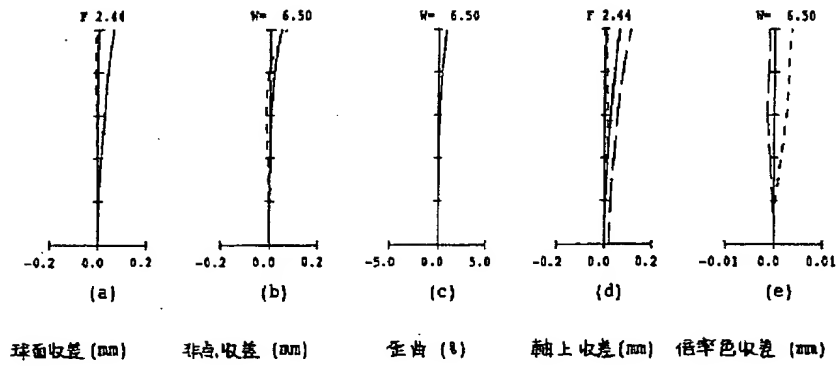 F 2.44 W= 6.50 W= 6.50 F 2.44 W= 6.50
-0.2 0.0 0.2 -0.2 0.0 0.2 -5.0 0.0 5.0 -0.2 0.0 0.2 -0.01 0.0 0.01
(a) (b) (c) (d) (e)
球面収差(mm) 非点収差(mm) 歪曲(%) 軸上収差(mm) 倍率色収差(mm)